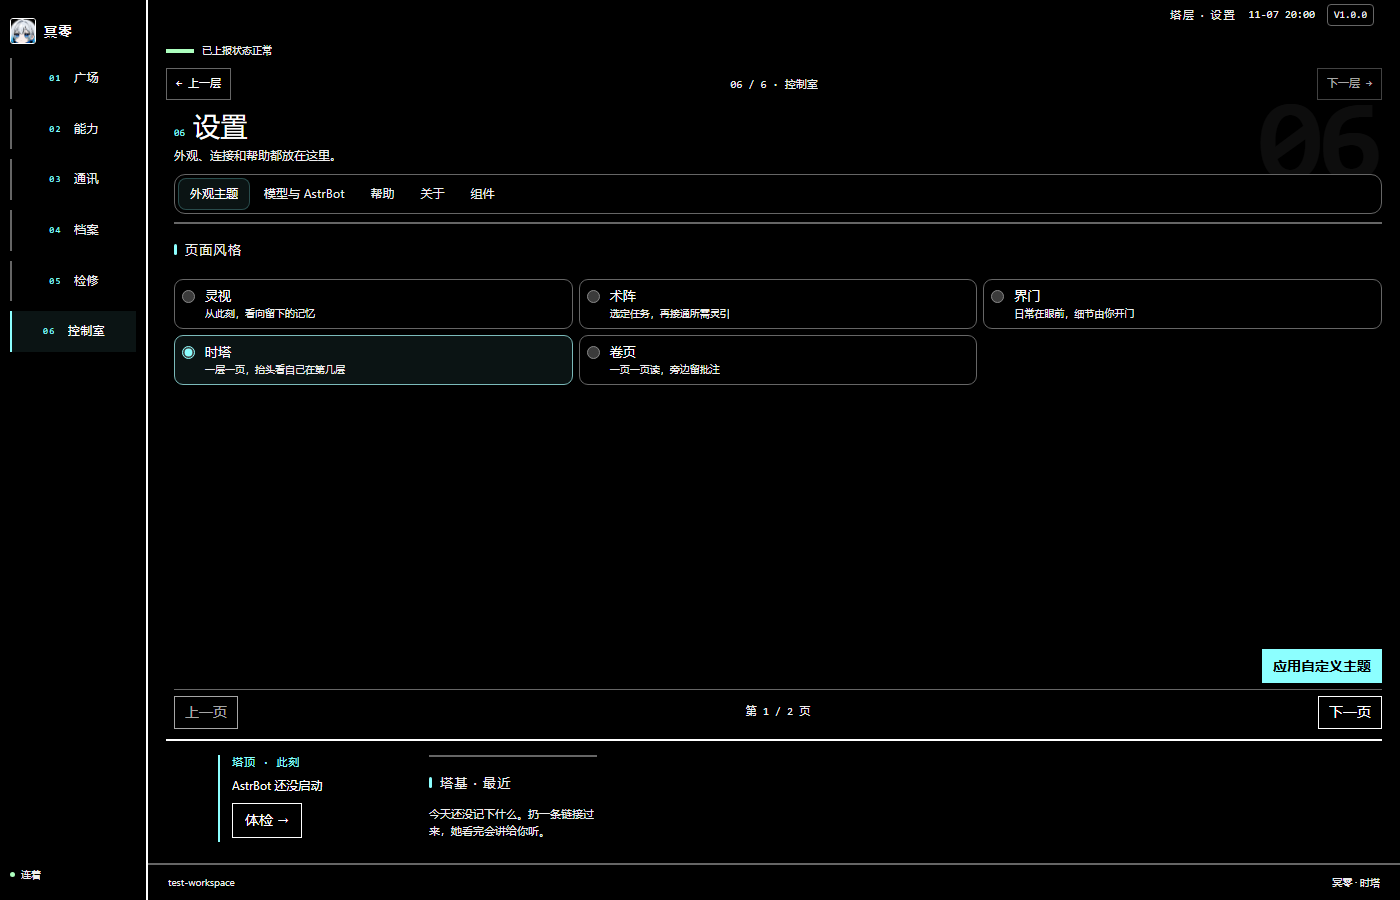 冥零
01 广场
02 能力
03 通讯
04 档案
05 检修
06 控制室
连着
塔层 · 设置 11-07 20:00 V1.0.0
已上报状态正常
← 上一层
06 / 6 · 控制室
下一层 →
06
06 设置
外观、连接和帮助都放在这里。
外观主题 模型与 AstrBot 帮助 关于 组件
页面风格
灵视
从此刻，看向留下的记忆
术阵
选定任务，再接通所需灵引
界门
日常在眼前，细节由你开门
时塔
一层一页，抬头看自己在第几层
卷页
一页一页读，旁边留批注
应用自定义主题
上一页
第 1 / 2 页
下一页
塔顶 · 此刻
AstrBot 还没启动
体检 →
塔基 · 最近
今天还没记下什么。扔一条链接过
来，她看完会讲给你听。
test-workspace
冥零 · 时塔